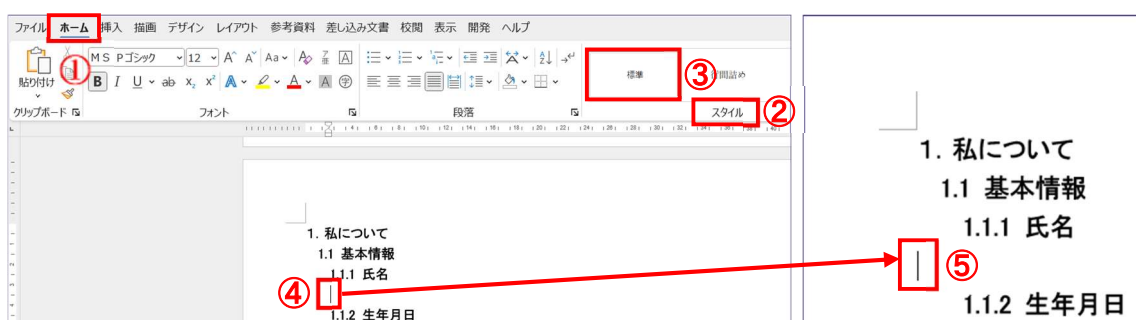 ファイル ホーム 挿入 描画 デザイン レイアウト 参考資料 差し込み文書 校閲 表示 開発 ヘルプ
①
貼り付け
ＭＳ Ｐゴシック 12 A A Aa
B I U ab x₂ x² A A A 字
標準
③
行間詰め
クリップボード フォント 段落 スタイル ②
1. 私について
1.1 基本情報
1.1.1 氏名
④
1.1.2 生年月日
1. 私について
1.1 基本情報
1.1.1 氏名
⑤
1.1.2 生年月日